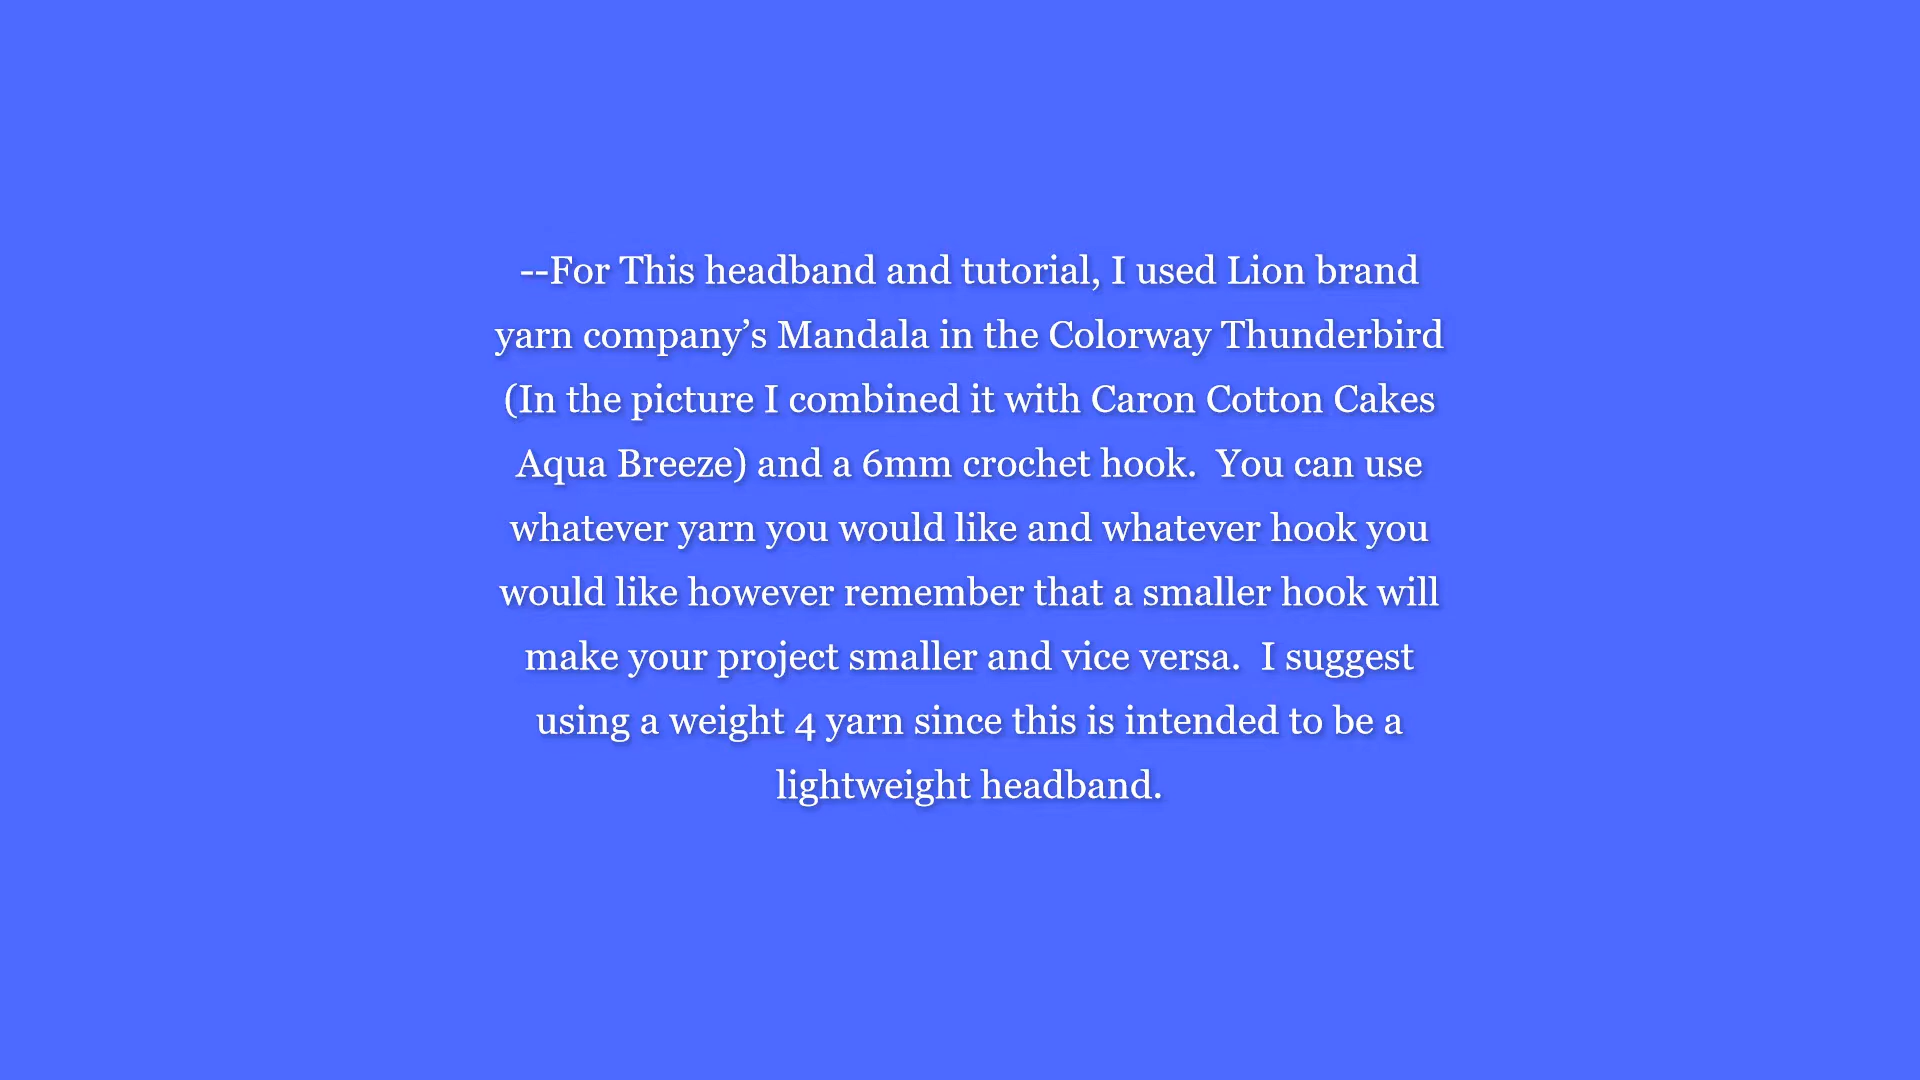 --For This headband and tutorial, I used Lion brand
yarn company’s Mandala in the Colorway Thunderbird
(In the picture I combined it with Caron Cotton Cakes
Aqua Breeze) and a 6mm crochet hook.  You can use
whatever yarn you would like and whatever hook you
would like however remember that a smaller hook will
make your project smaller and vice versa.  I suggest
using a weight 4 yarn since this is intended to be a
lightweight headband.